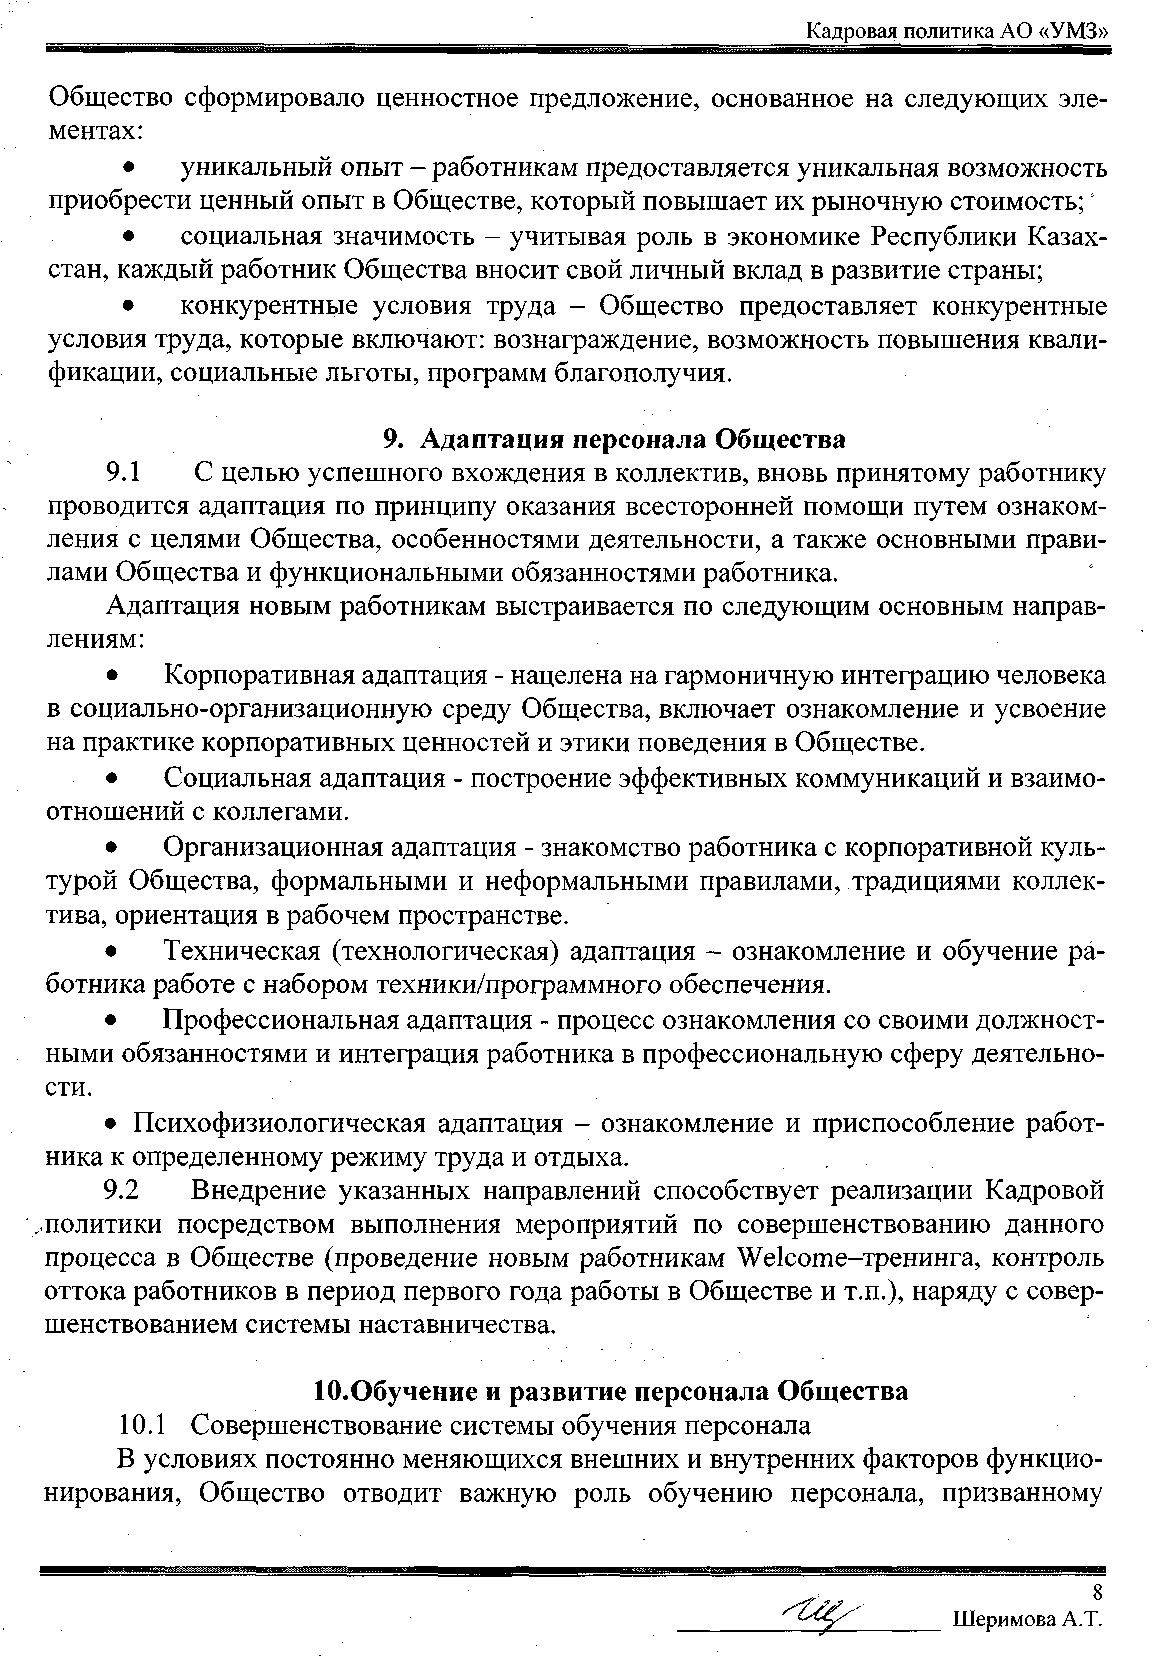 Кадровая политика АО «УМЗ»
Общество сформировало ценностное предложение, основанное на следующих эле-
ментах:
• уникальный опыт – работникам предоставляется уникальная возможность
приобрести ценный опыт в Обществе, который повышает их рыночную стоимость;
• социальная значимость – учитывая роль в экономике Республики Казах-
стан, каждый работник Общества вносит свой личный вклад в развитие страны;
• конкурентные условия труда – Общество предоставляет конкурентные
условия труда, которые включают: вознаграждение, возможность повышения квали-
фикации, социальные льготы, программ благополучия.
9. Адаптация персонала Общества
9.1 С целью успешного вхождения в коллектив, вновь принятому работнику
проводится адаптация по принципу оказания всесторонней помощи путем ознаком-
ления с целями Общества, особенностями деятельности, а также основными прави-
лами Общества и функциональными обязанностями работника.
Адаптация новым работникам выстраивается по следующим основным направ-
лениям:
• Корпоративная адаптация - нацелена на гармоничную интеграцию человека
в социально-организационную среду Общества, включает ознакомление и усвоение
на практике корпоративных ценностей и этики поведения в Обществе.
• Социальная адаптация - построение эффективных коммуникаций и взаимо-
отношений с коллегами.
• Организационная адаптация - знакомство работника с корпоративной куль-
турой Общества, формальными и неформальными правилами, традициями коллек-
тива, ориентация в рабочем пространстве.
• Техническая (технологическая) адаптация – ознакомление и обучение ра-
ботника работе с набором техники/программного обеспечения.
• Профессиональная адаптация - процесс ознакомления со своими должност-
ными обязанностями и интеграция работника в профессиональную сферу деятельно-
сти.
• Психофизиологическая адаптация – ознакомление и приспособление работ-
ника к определенному режиму труда и отдыха.
9.2 Внедрение указанных направлений способствует реализации Кадровой
политики посредством выполнения мероприятий по совершенствованию данного
процесса в Обществе (проведение новым работникам Welcome–тренинга, контроль
оттока работников в период первого года работы в Обществе и т.п.), наряду с совер-
шенствованием системы наставничества.
10.Обучение и развитие персонала Общества
10.1 Совершенствование системы обучения персонала
В условиях постоянно меняющихся внешних и внутренних факторов функцио-
нирования, Общество отводит важную роль обучению персонала, призванному
8
Шеримова А.Т.